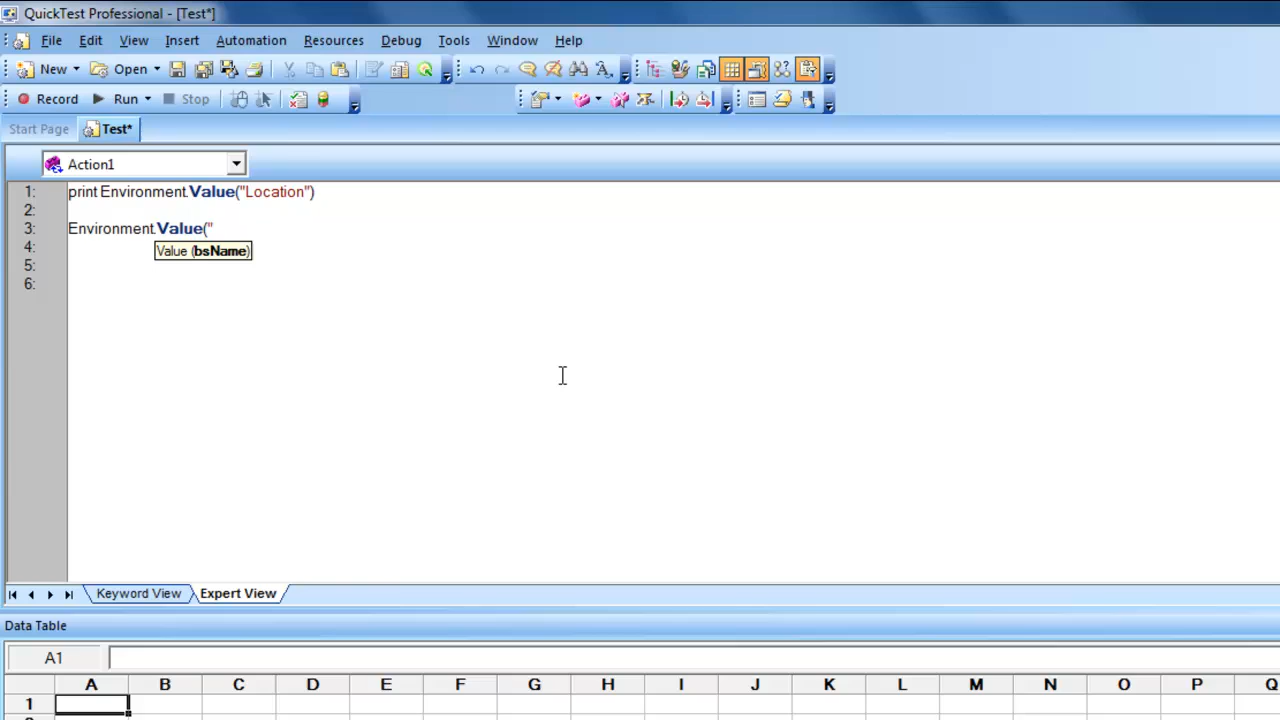 QuickTest Professional - [Test*]
File Edit View Insert Automation Resources Debug Tools Window Help
New Open
Record Run Stop
Start Page Test*
Action1
1: print Environment.Value("Location")
2:
3: Environment.Value("
4: Value (bsName)
5:
6:
Keyword View Expert View
Data Table
A1
A B C D E F G H I J K L M N O P Q
1